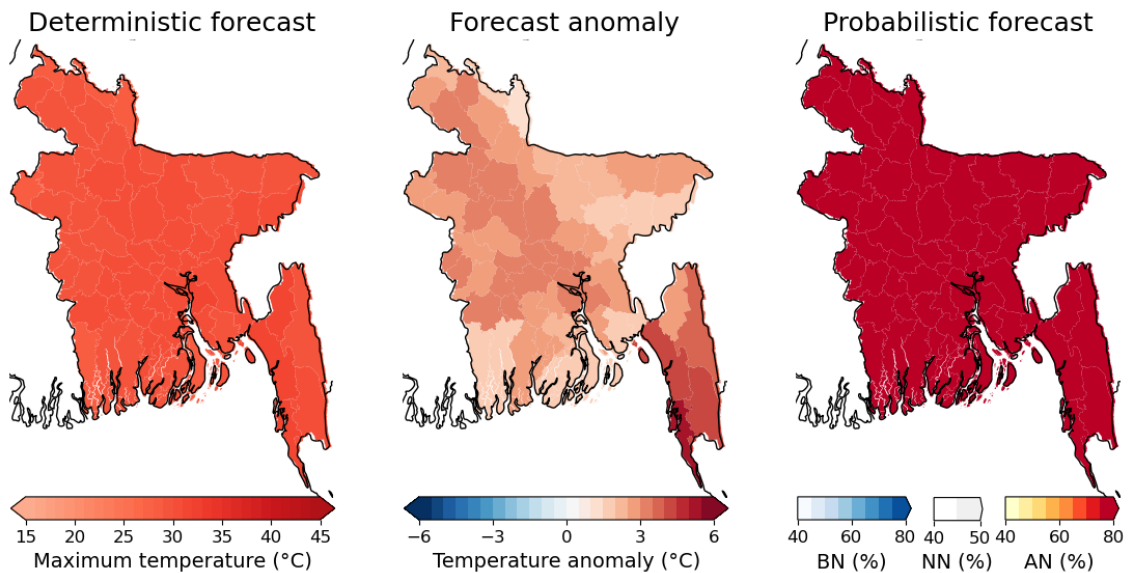 Deterministic forecast Forecast anomaly Probabilistic forecast
15 20 25 30 35 40 45 −6 −3 0 3 6 40 60 80 40 50 40 60 80
Maximum temperature (°C) Temperature anomaly (°C) BN (%) NN (%) AN (%)